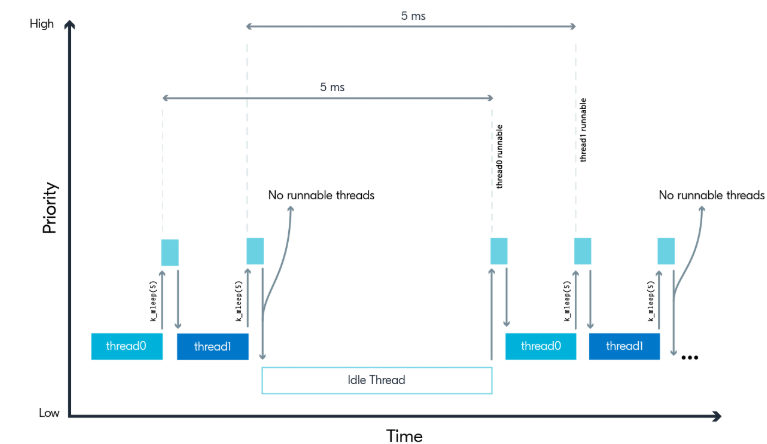 High
5 ms
5 ms
thread0 runnable
thread1 runnable
Priority
No runnable threads
No runnable threads
k_msleep(5)
k_msleep(5)
k_msleep(5)
k_msleep(5)
thread0
thread1
thread0
thread1
Idle Thread
Low
Time